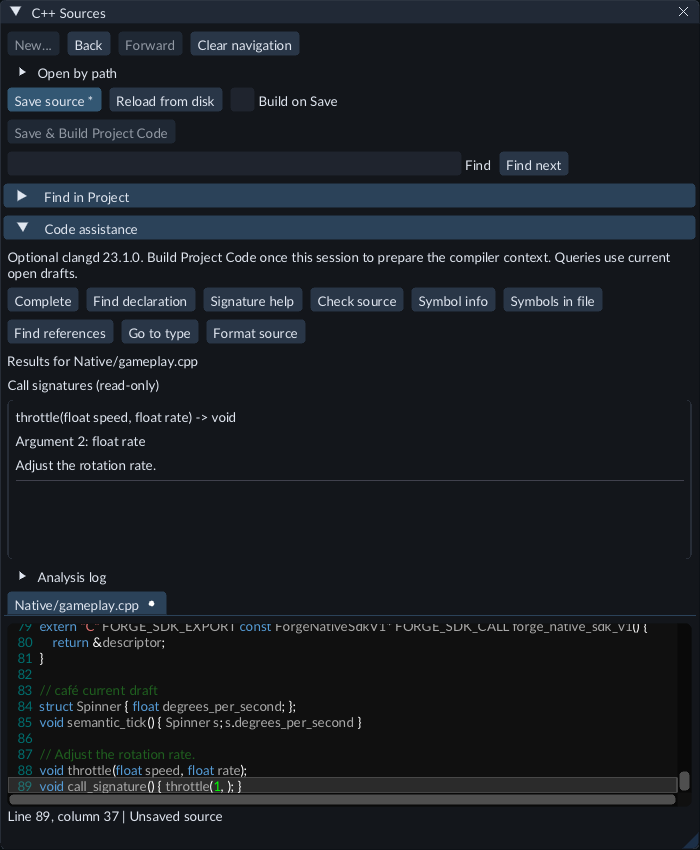 C++ Sources
New... Back Forward Clear navigation
Open by path
Save source * Reload from disk Build on Save
Save & Build Project Code
Find Find next
Find in Project
Code assistance
Optional clangd 23.1.0. Build Project Code once this session to prepare the compiler context. Queries use current
open drafts.
Complete Find declaration Signature help Check source Symbol info Symbols in file
Find references Go to type Format source
Results for Native/gameplay.cpp
Call signatures (read-only)
throttle(float speed, float rate) -> void
Argument 2: float rate
Adjust the rotation rate.
Analysis log
Native/gameplay.cpp
79 extern "C" FORGE_SDK_EXPORT const ForgeNativeSdkV1* FORGE_SDK_CALL forge_native_sdk_v1() {
80 return &descriptor;
81 }
82
83 // café current draft
84 struct Spinner { float degrees_per_second; };
85 void semantic_tick() { Spinner s; s.degrees_per_second }
86
87 // Adjust the rotation rate.
88 void throttle(float speed, float rate);
89 void call_signature() { throttle(1, ); }
Line 89, column 37 | Unsaved source